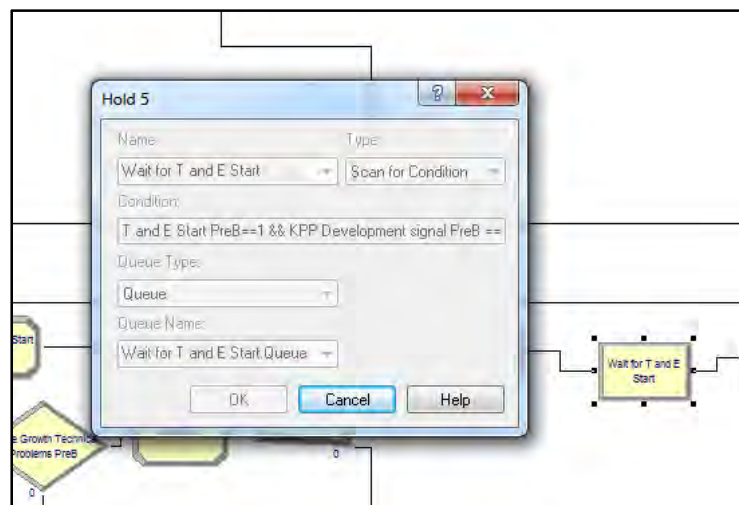 Hold 5
?
X
Name:
Type:
Wait for T and E Start
Scan for Condition
Condition:
T and E Start PreB==1 && KPP Development signal PreB ==
Queue Type:
Queue
Queue Name:
Wait for T and E Start.Queue
OK
Cancel
Help
Start
Wait for T and E
Start
e Growth Technica
Problems PreB
0
0